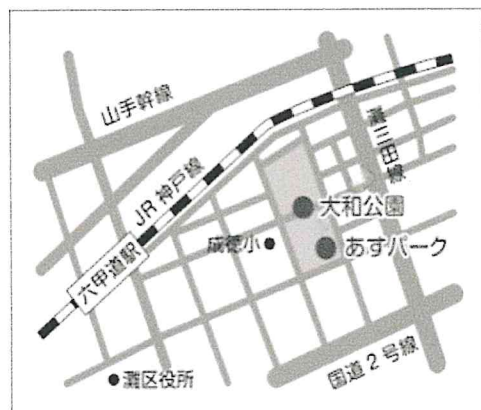 山手幹線
灘三田線
JR神戸線
大和公園
成徳小
あすパーク
六甲道駅
国道2号線
灘区役所